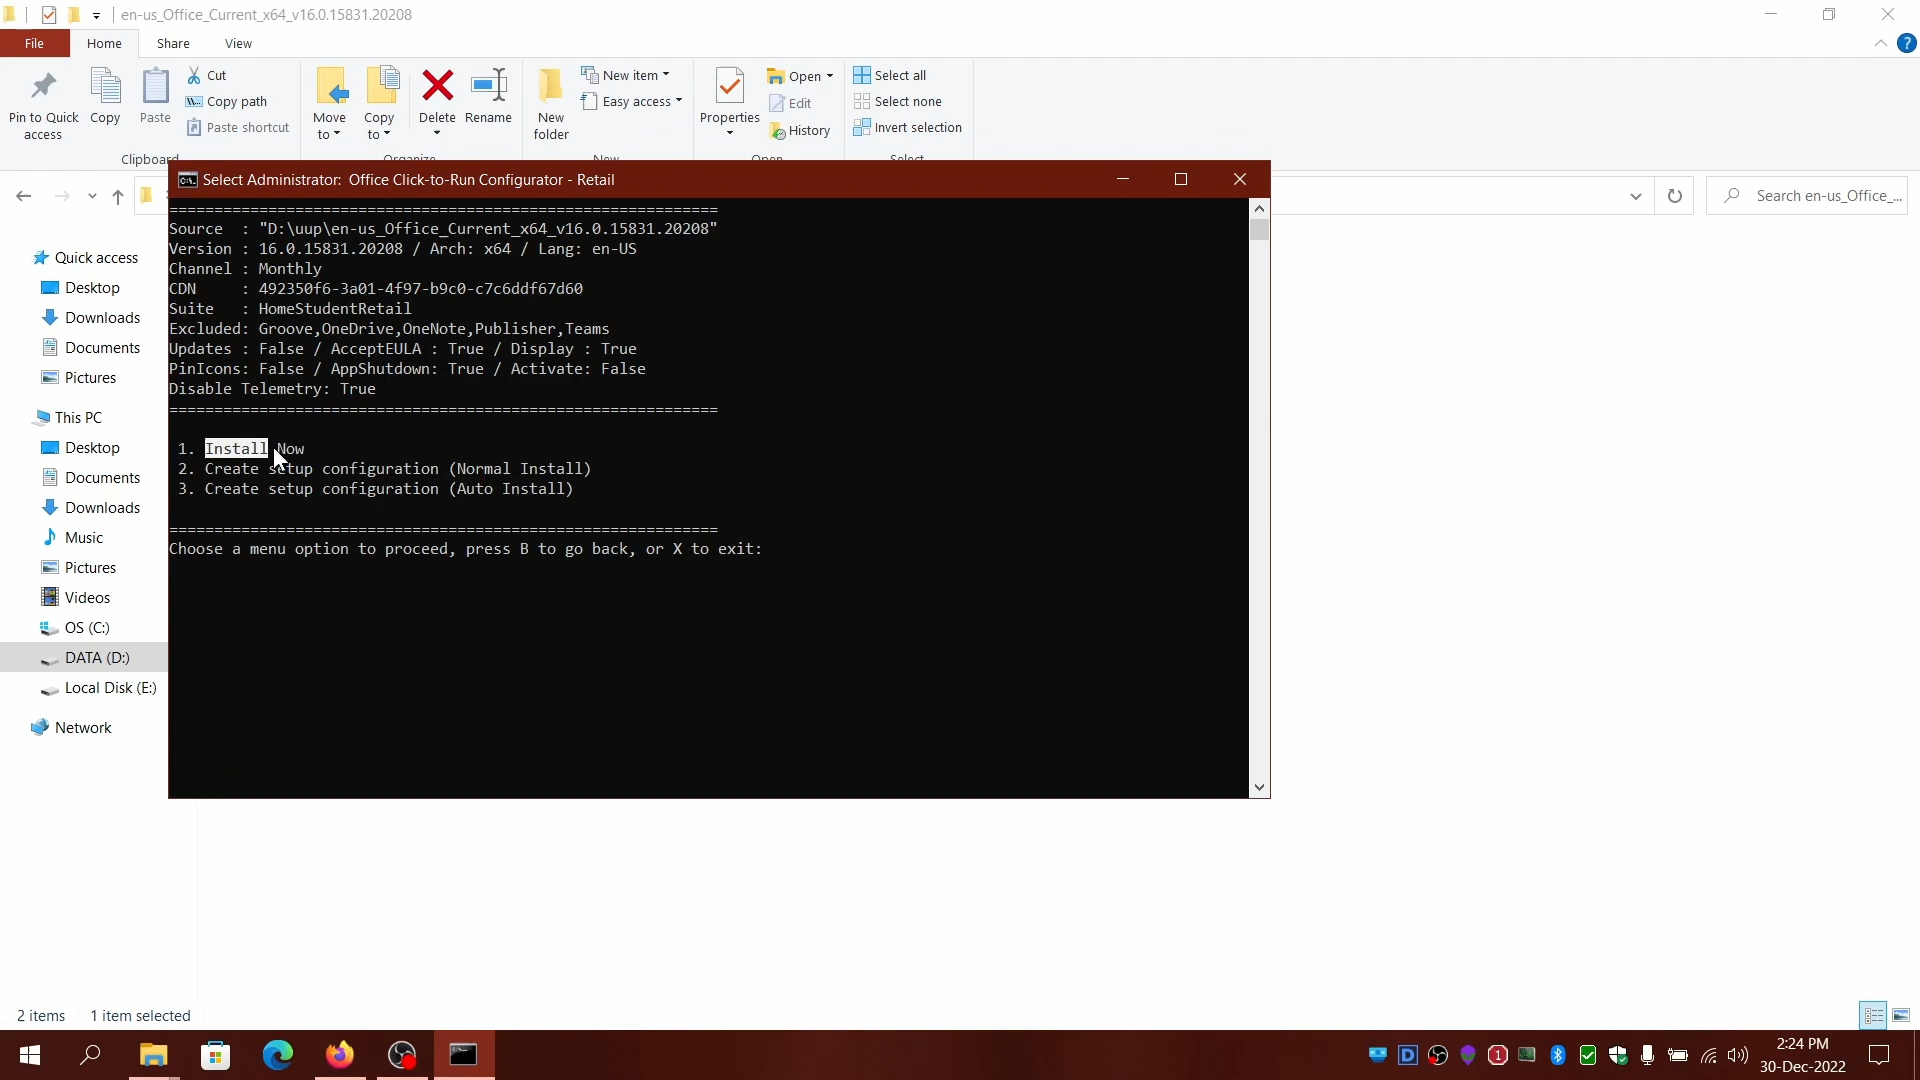 en-us_Office_Current_x64_v16.0.15831.20208
File Home Share View
Pin to Quick access
Copy
Paste
Cut
Copy path
Paste shortcut
Clipboard
Move to
Copy to
Delete
Rename
Organize
New folder
New item
Easy access
New
Properties
Open
Edit
History
Open
Select all
Select none
Invert selection
Select
Search en-us_Office_...
Select Administrator: Office Click-to-Run Configurator - Retail
============================================================
Source : "D:\uup\en-us_Office_Current_x64_v16.0.15831.20208"
Version : 16.0.15831.20208 / Arch: x64 / Lang: en-US
Channel : Monthly
CDN : 492350f6-3a01-4f97-b9c0-c7c6ddf67d60
Suite : HomeStudentRetail
Excluded: Groove,OneDrive,OneNote,Publisher,Teams
Updates : False / AcceptEULA : True / Display : True
PinIcons: False / AppShutdown: True / Activate: False
Disable Telemetry: True
============================================================
1. Install Now
2. Create setup configuration (Normal Install)
3. Create setup configuration (Auto Install)
============================================================
Choose a menu option to proceed, press B to go back, or X to exit:
Quick access
Desktop
Downloads
Documents
Pictures
This PC
Desktop
Documents
Downloads
Music
Pictures
Videos
OS (C:)
DATA (D:)
Local Disk (E:)
Network
2 items 1 item selected
2:24 PM
30-Dec-2022